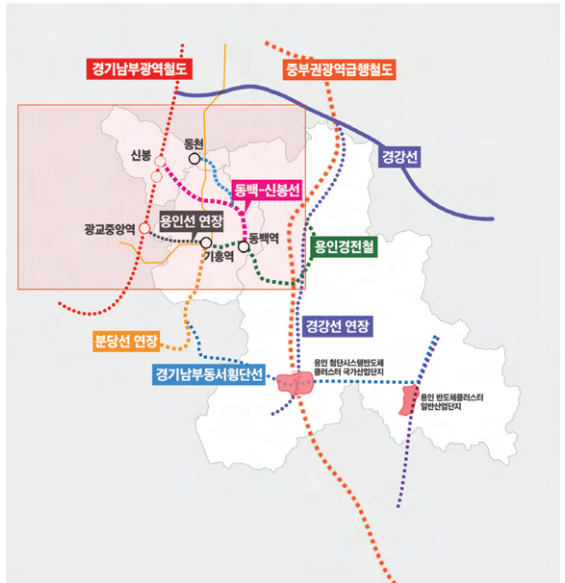 경기남부광역철도
중부권광역급행철도
동천
신봉
경강선
동백-신봉선
용인선 연장
광교중앙역
동백역
기흥역
용인경전철
경강선 연장
분당선 연장
경기남부동서횡단선
용인 첨단시스템반도체
클러스터 국가산업단지
용인 반도체클러스터
일반산업단지